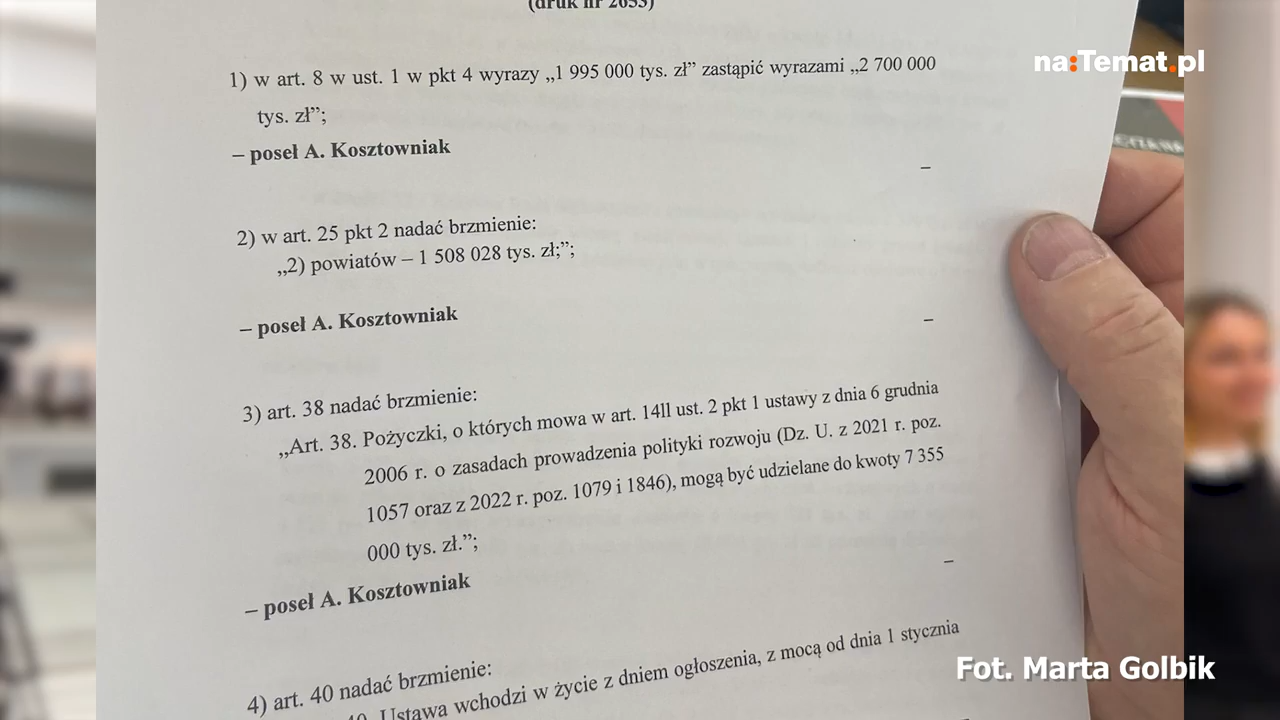 (druk nr 2653)
na:Temat.pl
1) w art. 8 w ust. 1 w pkt 4 wyrazy „1 995 000 tys. zł” zastąpić wyrazami „2 700 000
tys. zł”;
– poseł A. Kosztowniak
–
2) w art. 25 pkt 2 nadać brzmienie:
„2) powiatów – 1 508 028 tys. zł;”;
– poseł A. Kosztowniak
–
3) art. 38 nadać brzmienie:
„Art. 38. Pożyczki, o których mowa w art. 14ll ust. 2 pkt 1 ustawy z dnia 6 grudnia
2006 r. o zasadach prowadzenia polityki rozwoju (Dz. U. z 2021 r. poz.
1057 oraz z 2022 r. poz. 1079 i 1846), mogą być udzielane do kwoty 7 355
000 tys. zł.”;
– poseł A. Kosztowniak
–
4) art. 40 nadać brzmienie:
40. Ustawa wchodzi w życie z dniem ogłoszenia, z mocą od dnia 1 stycznia
Fot. Marta Golbik